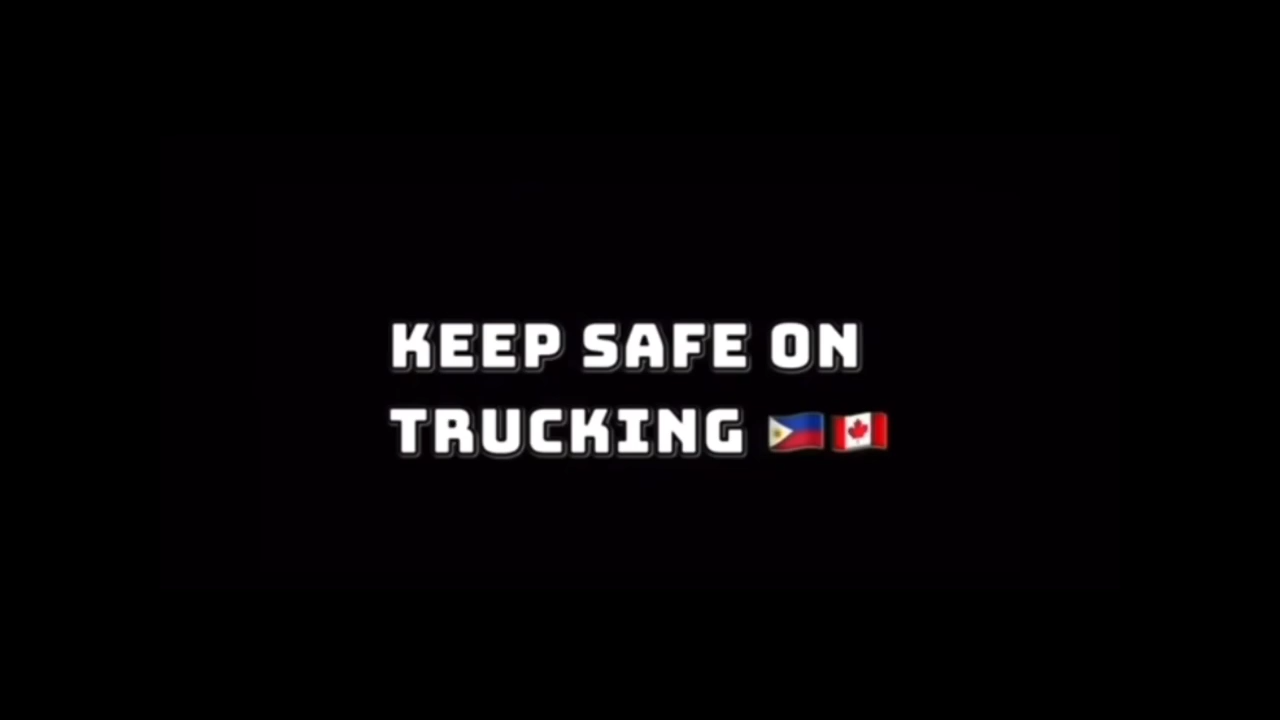 KEEP SAFE ON
TRUCKING 🇵🇭🇨🇦